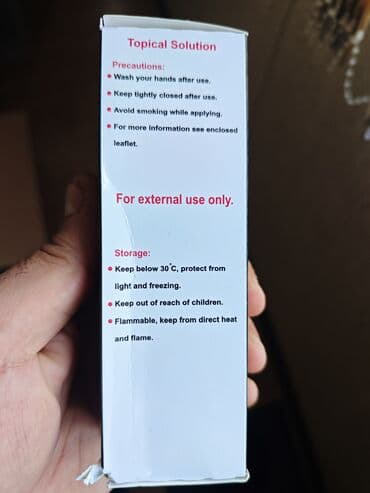 Topical Solution
Precautions:
• Wash your hands after use.
• Keep tightly closed after use.
• Avoid smoking while applying.
• For more information see enclosed
leaflet.
For external use only.
Storage:
• Keep below 30°C, protect from
light and freezing.
• Keep out of reach of children.
• Flammable, keep from direct heat
and flame.